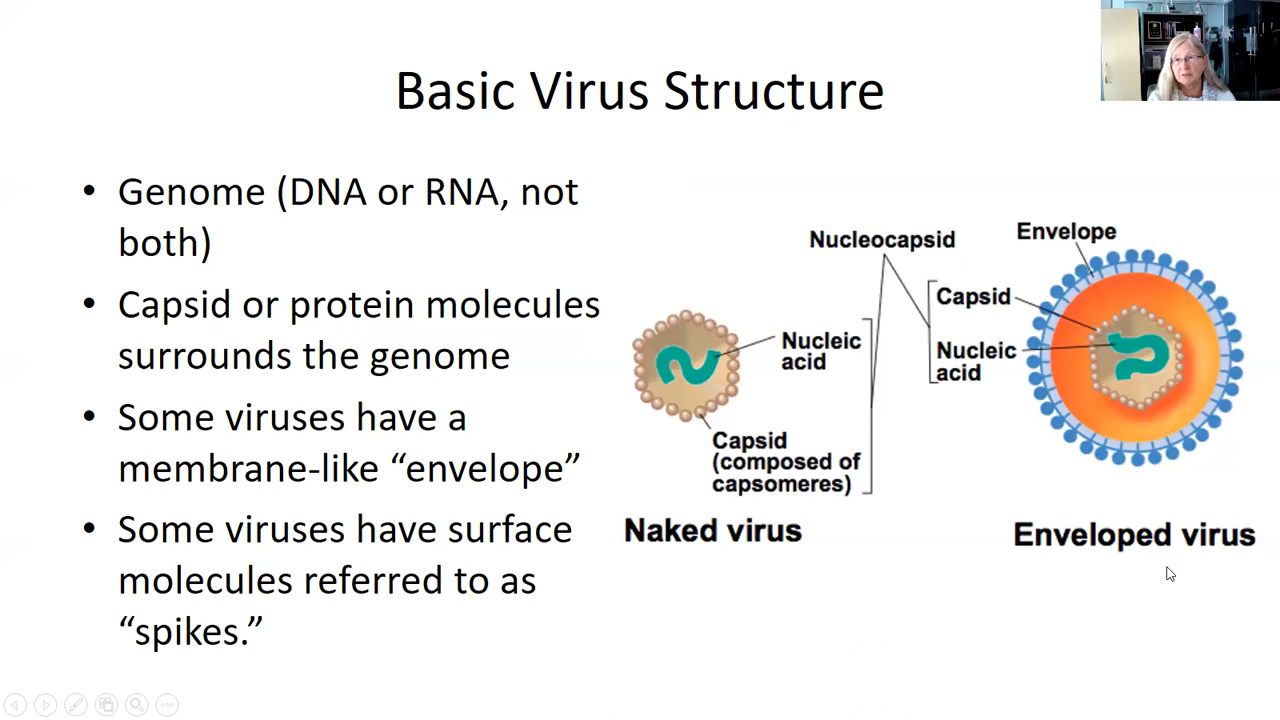 Basic Virus Structure
• Genome (DNA or RNA, not
both)
• Capsid or protein molecules
surrounds the genome
• Some viruses have a
membrane-like “envelope”
• Some viruses have surface
molecules referred to as
“spikes.”
Nucleocapsid
Nucleic
acid
Capsid
(composed of
capsomeres)
Naked virus
Envelope
Capsid
Nucleic
acid
Enveloped virus